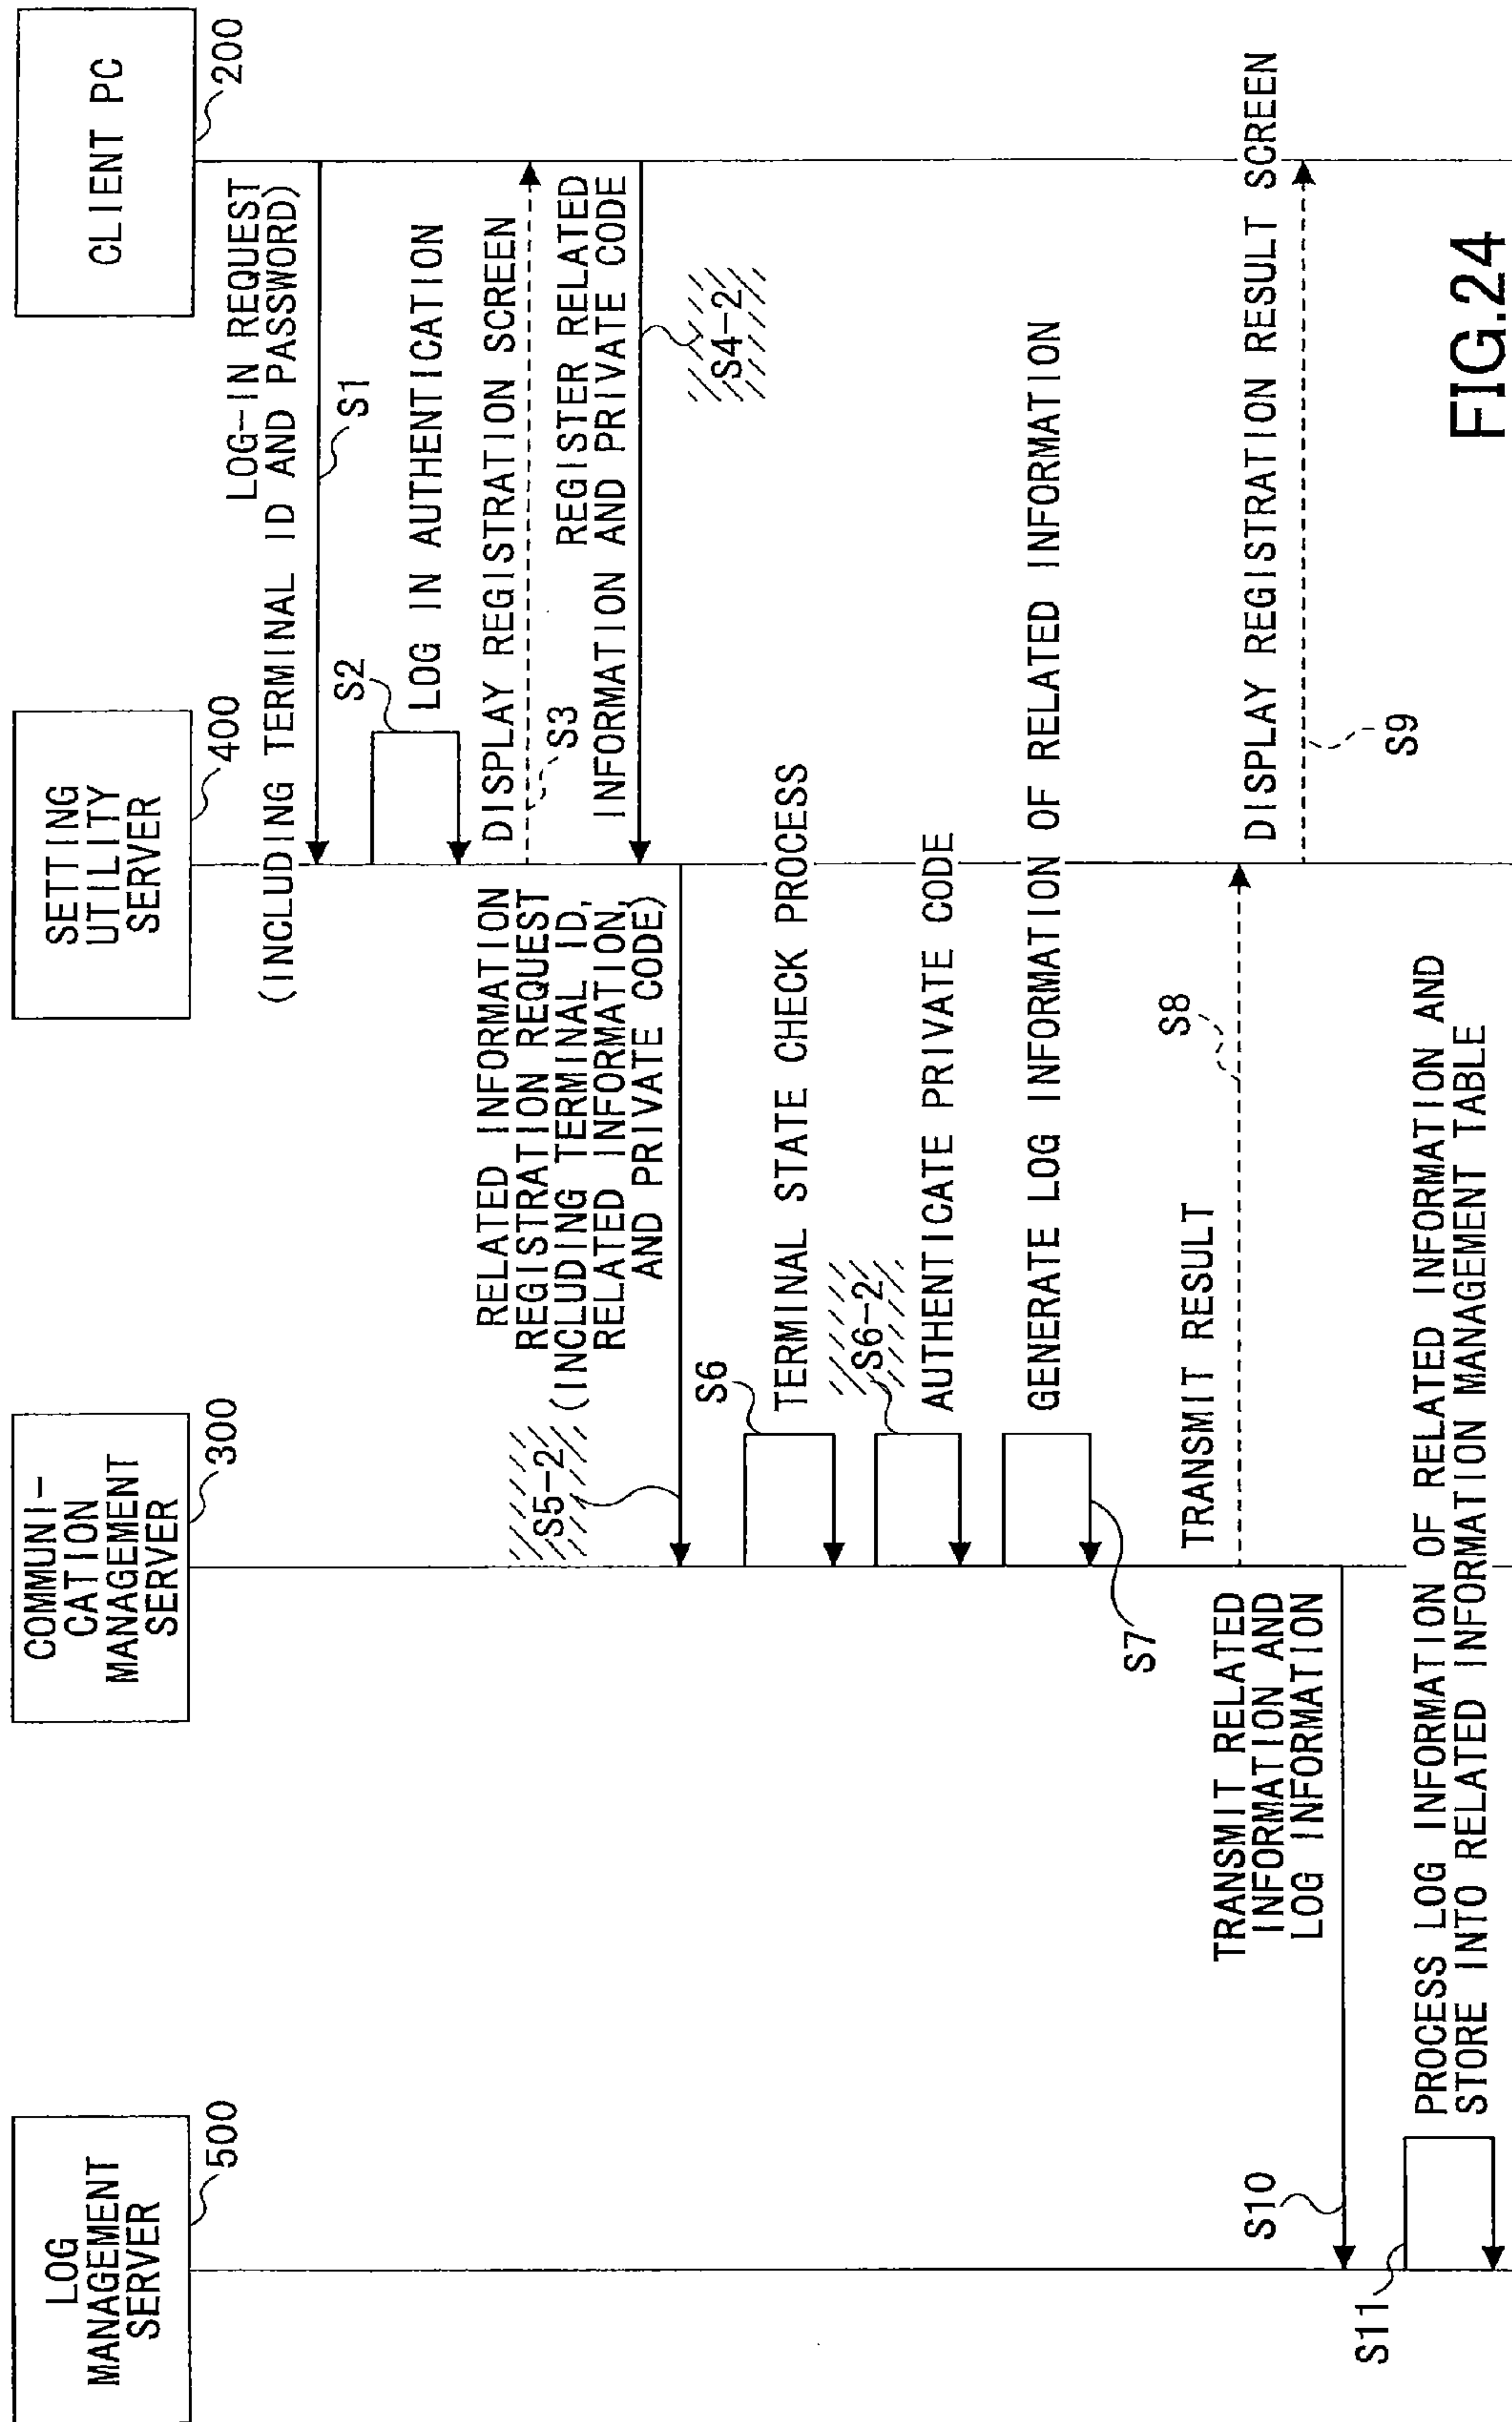 LOG
MANAGEMENT
SERVER
500
COMMUNI-
CATION
MANAGEMENT
SERVER
300
SETTING
UTILITY
SERVER
400
CLIENT PC
200
LOG-IN REQUEST
(INCLUDING TERMINAL ID AND PASSWORD)
S1
S2
LOG IN AUTHENTICATION
DISPLAY REGISTRATION SCREEN
S3
REGISTER RELATED
INFORMATION AND PRIVATE CODE
S4-2
RELATED INFORMATION
REGISTRATION REQUEST
(INCLUDING TERMINAL ID,
RELATED INFORMATION,
AND PRIVATE CODE)
S5-2
S6
TERMINAL STATE CHECK PROCESS
S6-2
AUTHENTICATE PRIVATE CODE
GENERATE LOG INFORMATION OF RELATED INFORMATION
S7
TRANSMIT RESULT
S8
DISPLAY REGISTRATION RESULT SCREEN
S9
TRANSMIT RELATED
INFORMATION AND
LOG INFORMATION
S10
S11
PROCESS LOG INFORMATION OF RELATED INFORMATION AND
STORE INTO RELATED INFORMATION MANAGEMENT TABLE
FIG.24